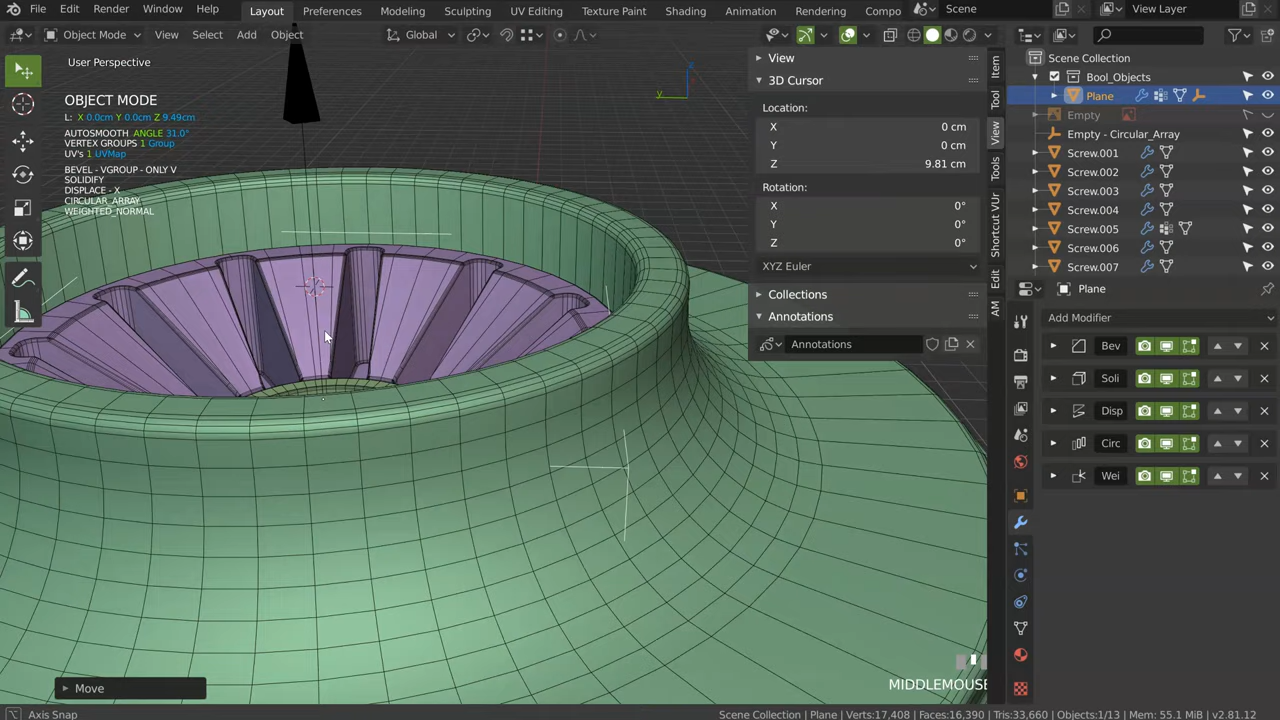 File Edit Render Window Help Layout Preferences Modeling Sculpting UV Editing Texture Paint Shading Animation Compo Scene View Layer
Object Mode View Select Add Object Global
User Perspective
OBJECT MODE
L: X 0.0cm Y 0.0cm Z 9.49cm
AUTOSMOOTH ANGLE 31.0°
VERTEX GROUPS 1 Group
UV's 1 UVMap
BEVEL - VGROUP - ONLY V
SOLIDIFY
DISPLACE - X
CIRCULAR_ARRAY
WEIGHTED_NORMAL
y
z
View
3D Cursor
Location:
X 0 cm
Y 0 cm
Z 9.81 cm
Rotation:
X 0°
Y 0°
Z 0°
XYZ Euler
Collections
Annotations
Annotations
Item
Tool
View
Tools
Shortcut VUr
Edit
AM
Scene Collection
Bool_Objects
Plane
Empty
Empty - Circular_Array
Screw.001
Screw.002
Screw.003
Screw.004
Screw.005
Screw.006
Screw.007
Plane
Add Modifier
Bev
Soli
Disp
Circ
Wei
MIDDLEMOUSE
Move
Axis Snap
Scene Collection | Plane | Verts:17,408 | Faces:16,390 | Tris:33,660 | Objects:1/13 | Mem: 55.1 MiB | v2.81.12